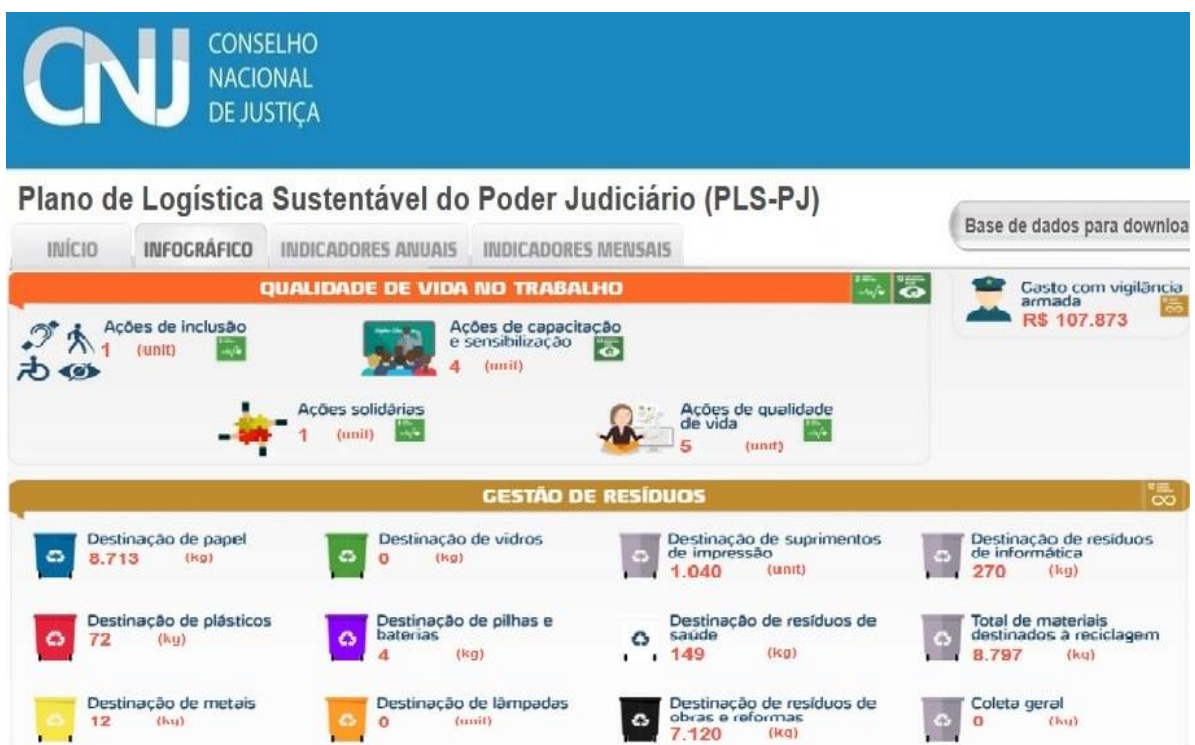 CNJ
CONSELHO
NACIONAL
DE JUSTIÇA
Plano de Logística Sustentável do Poder Judiciário (PLS-PJ)
Base de dados para downloa
INÍCIO INFOGRÁFICO INDICADORES ANUAIS INDICADORES MENSAIS
QUALIDADE DE VIDA NO TRABALHO
Gasto com vigilância
armada
R$ 107.873
Ações de inclusão
1 (unit)
Ações de capacitação
e sensibilização
4 (unit)
Ações solidárias
1 (unit)
Ações de qualidade
de vida
5 (unit)
GESTÃO DE RESÍDUOS
Destinação de papel
8.713 (kg)
Destinação de vidros
0 (kg)
Destinação de suprimentos
de impressão
1.040 (unit)
Destinação de resíduos
de informática
270 (kg)
Destinação de plásticos
72 (kg)
Destinação de pilhas e
baterias
4 (kg)
Destinação de resíduos de
saúde
149 (kg)
Total de materiais
destinados à reciclagem
8.797 (kg)
Destinação de metais
12 (kg)
Destinação de lâmpadas
0 (unit)
Destinação de resíduos de
obras e reformas
7.120 (kg)
Coleta geral
0 (kg)